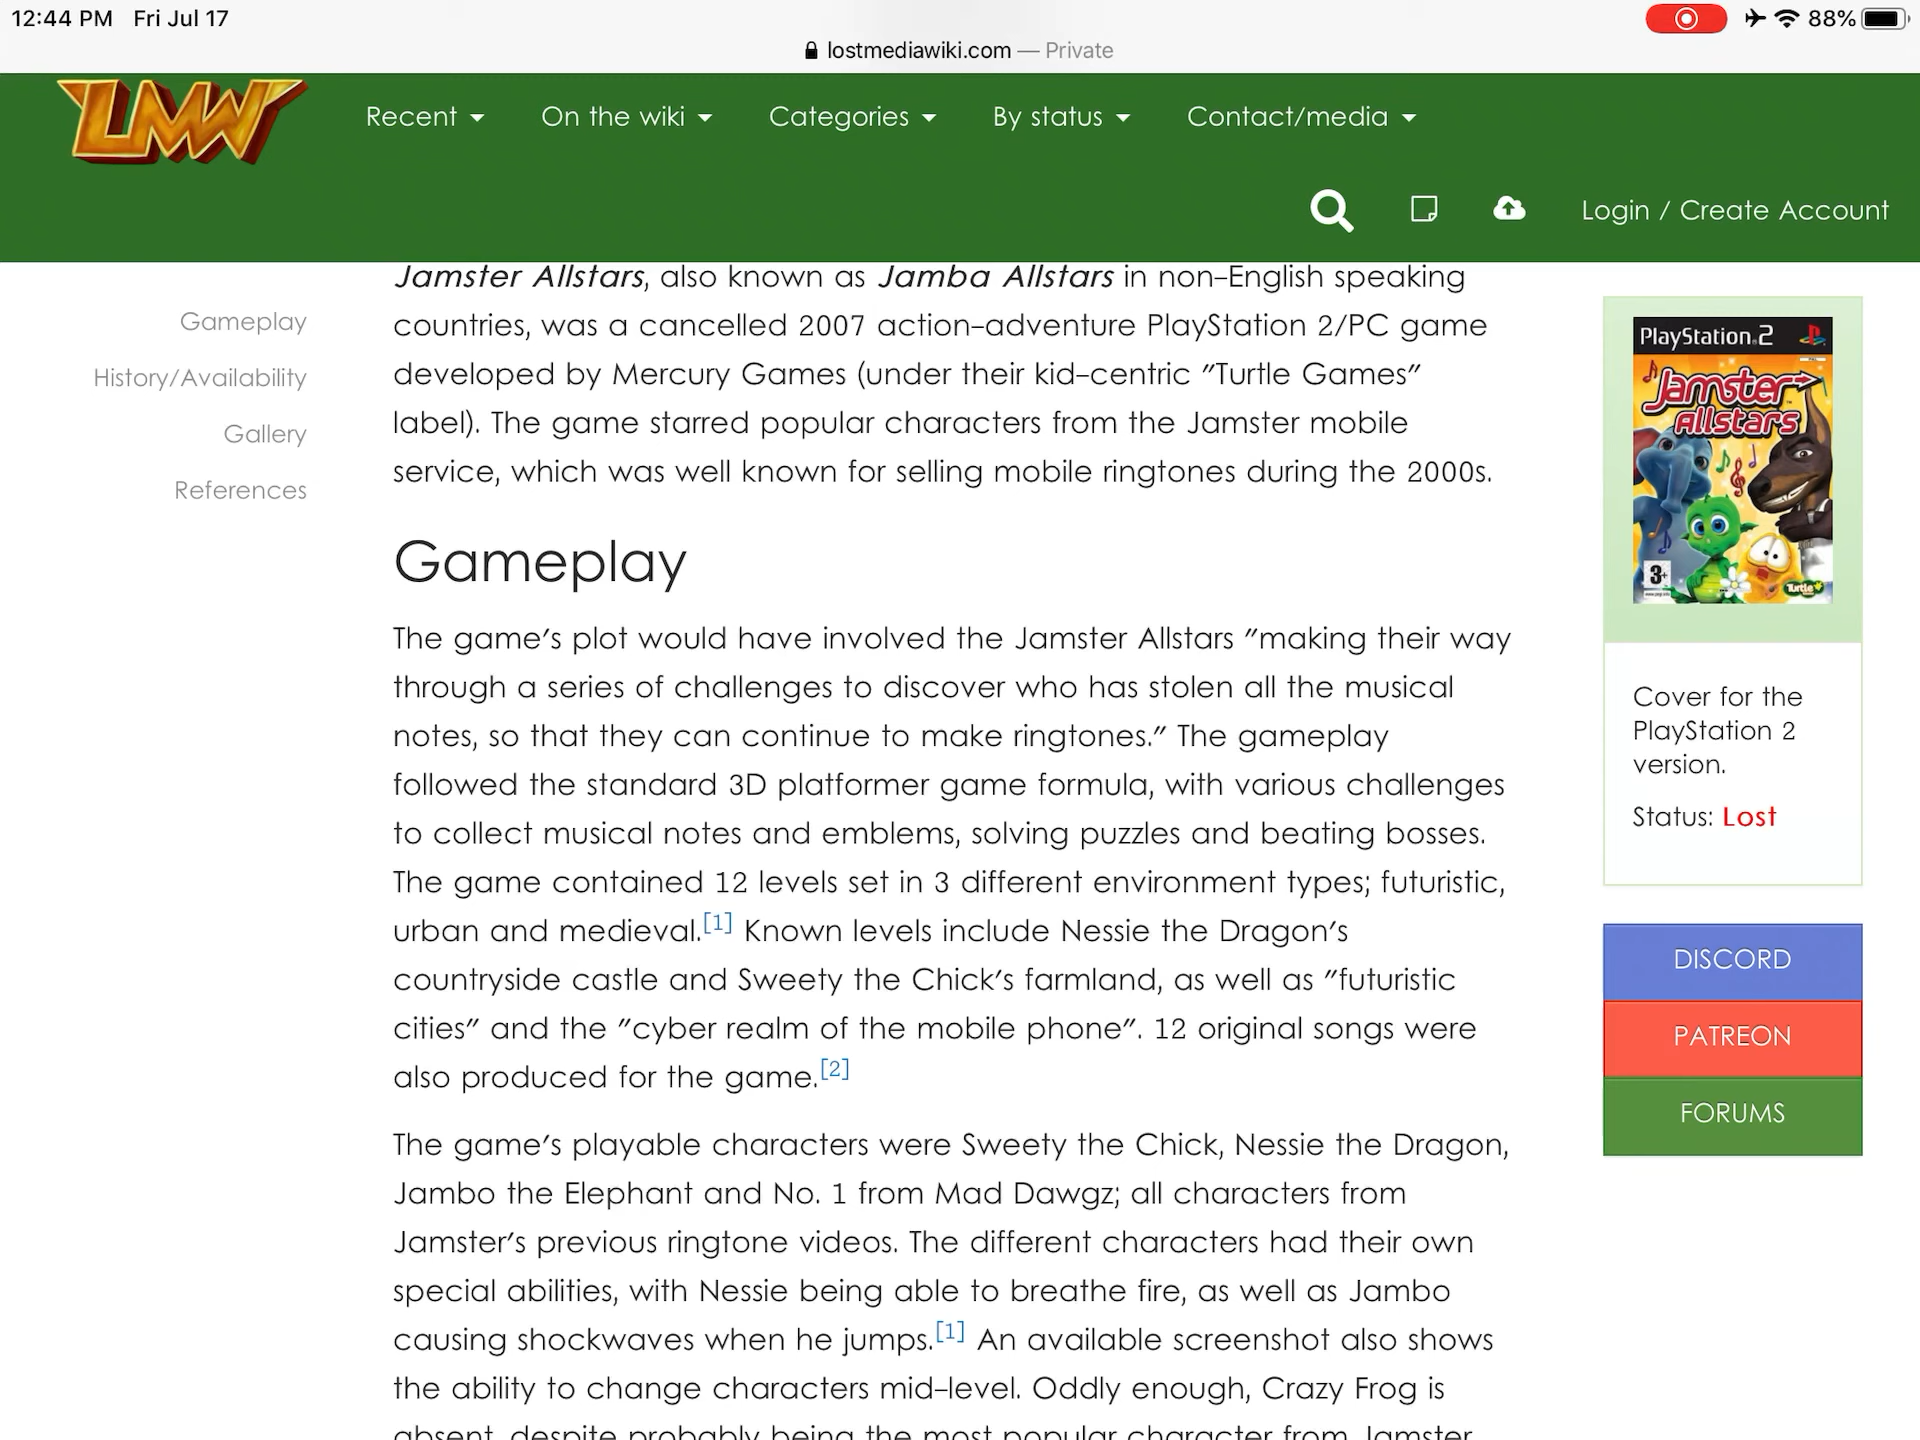 12:44 PM Fri Jul 17
88%
lostmediawiki.com — Private
LMW
Recent
On the wiki
Categories
By status
Contact/media
Login / Create Account
Gameplay
History/Availability
Gallery
References
Jamster Allstars, also known as Jamba Allstars in non-English speaking
countries, was a cancelled 2007 action-adventure PlayStation 2/PC game
developed by Mercury Games (under their kid-centric "Turtle Games"
label). The game starred popular characters from the Jamster mobile
service, which was well known for selling mobile ringtones during the 2000s.
Gameplay
The game's plot would have involved the Jamster Allstars "making their way
through a series of challenges to discover who has stolen all the musical
notes, so that they can continue to make ringtones." The gameplay
followed the standard 3D platformer game formula, with various challenges
to collect musical notes and emblems, solving puzzles and beating bosses.
The game contained 12 levels set in 3 different environment types; futuristic,
urban and medieval.[1] Known levels include Nessie the Dragon's
countryside castle and Sweety the Chick's farmland, as well as "futuristic
cities" and the "cyber realm of the mobile phone". 12 original songs were
also produced for the game.[2]
The game's playable characters were Sweety the Chick, Nessie the Dragon,
Jambo the Elephant and No. 1 from Mad Dawgz; all characters from
Jamster's previous ringtone videos. The different characters had their own
special abilities, with Nessie being able to breathe fire, as well as Jambo
causing shockwaves when he jumps.[1] An available screenshot also shows
the ability to change characters mid-level. Oddly enough, Crazy Frog is
absent, despite probably being the most popular character from Jamster
PlayStation 2
Jamster
Allstars
3+
Turtle
Cover for the
PlayStation 2
version.
Status: Lost
DISCORD
PATREON
FORUMS